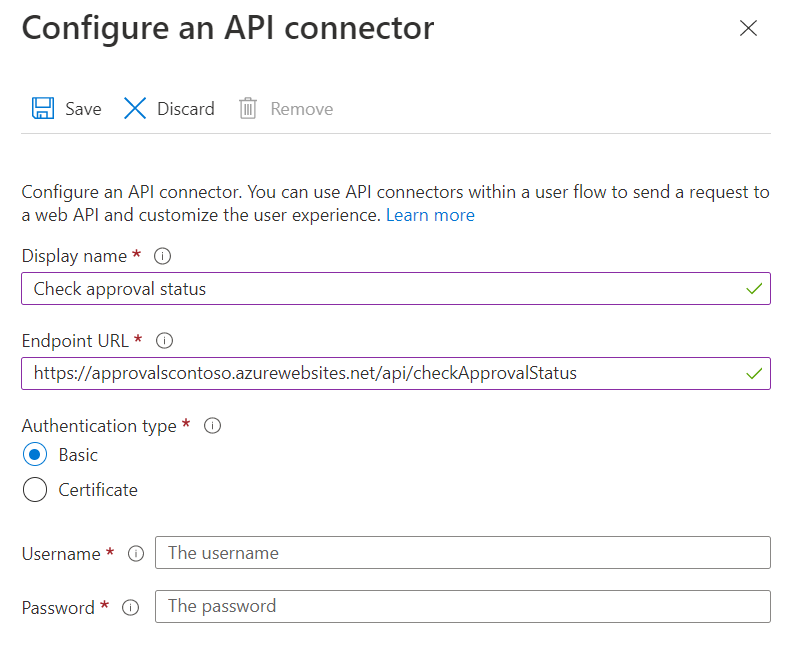 Configure an API connector
Save Discard Remove
Configure an API connector. You can use API connectors within a user flow to send a request to
a web API and customize the user experience. Learn more
Display name *
Check approval status
Endpoint URL *
https://approvalscontoso.azurewebsites.net/api/checkApprovalStatus
Authentication type *
Basic
Certificate
Username * The username
Password * The password